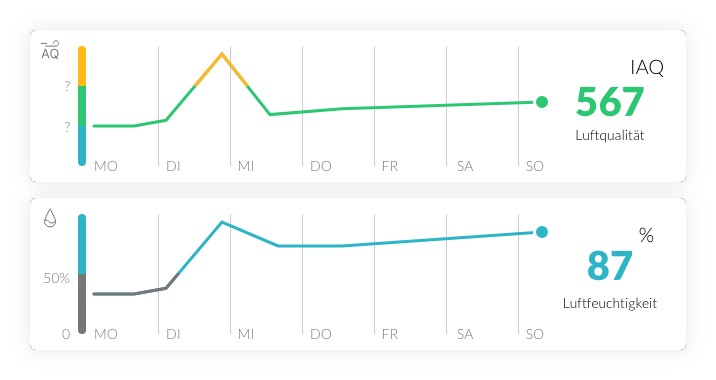 AQ
?
?
MO DI MI DO FR SA SO
IAQ
567
Luftqualität
50%
0
MO DI MI DO FR SA SO
%
87
Luftfeuchtigkeit